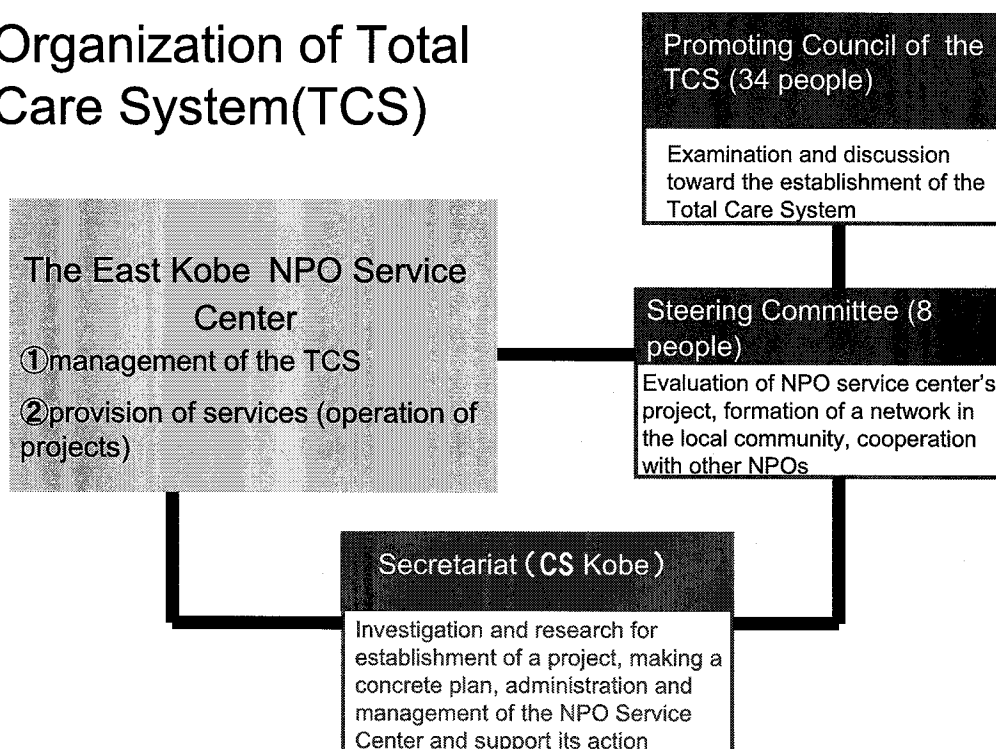 Organization of Total
Care System(TCS)
Promoting Council of the
TCS (34 people)
Examination and discussion
toward the establishment of the
Total Care System
The East Kobe NPO Service
Center
①management of the TCS
②provision of services (operation of
projects)
Steering Committee (8
people)
Evaluation of NPO service center's
project, formation of a network in
the local community, cooperation
with other NPOs
Secretariat (CS Kobe)
Investigation and research for
establishment of a project, making a
concrete plan, administration and
management of the NPO Service
Center and support its action